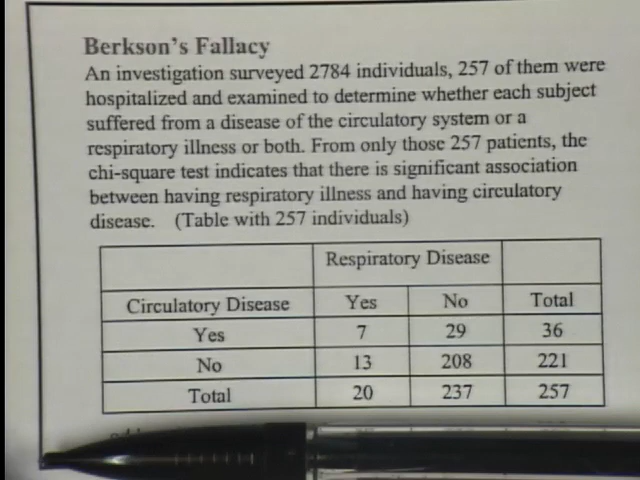 Berkson's Fallacy
An investigation surveyed 2784 individuals, 257 of them were
hospitalized and examined to determine whether each subject
suffered from a disease of the circulatory system or a
respiratory illness or both. From only those 257 patients, the
chi-square test indicates that there is significant association
between having respiratory illness and having circulatory
disease. (Table with 257 individuals)
Respiratory Disease
Circulatory Disease Yes No Total
Yes 7 29 36
No 13 208 221
Total 20 237 257